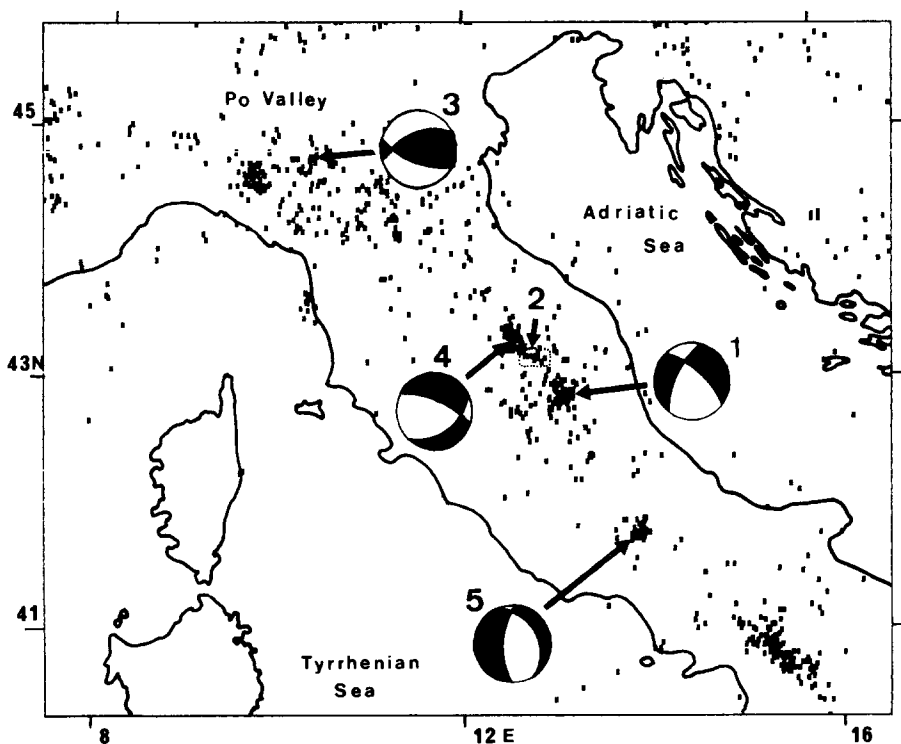 Po Valley
3
45
Adriatic
Sea
2
4
1
43N
5
41
Tyrrhenian
Sea
8
12 E
16